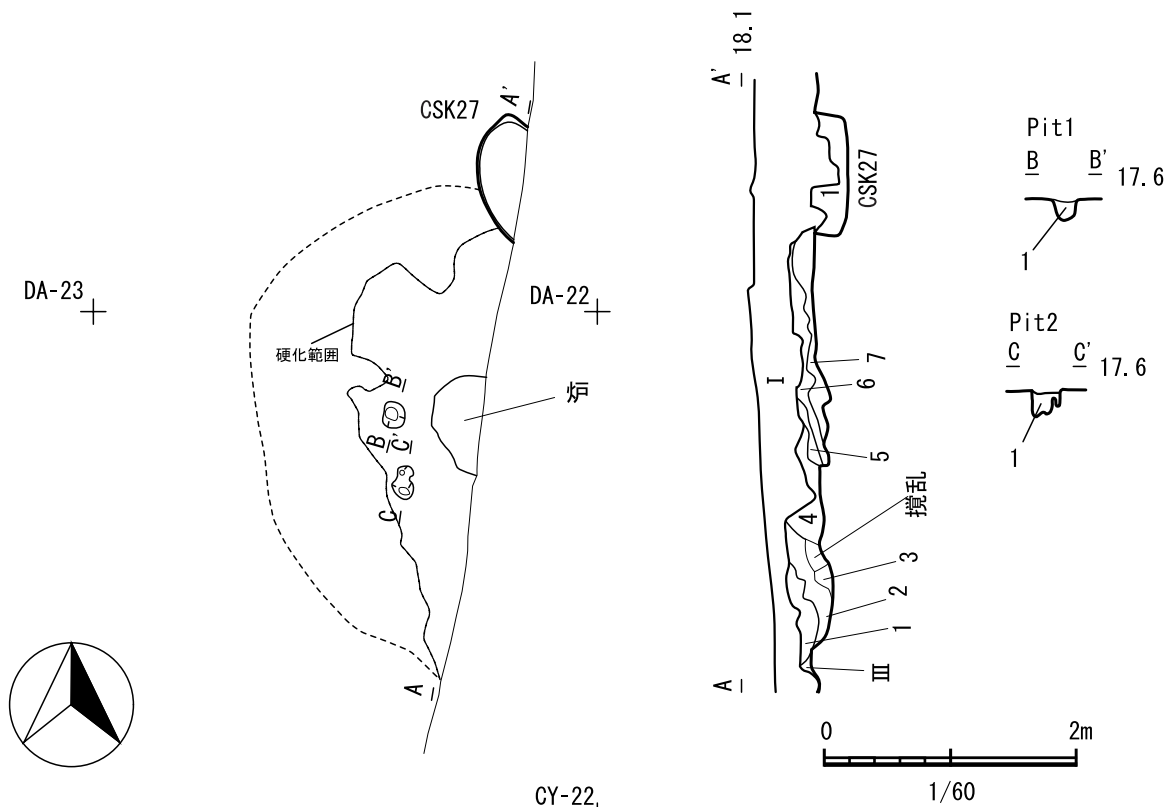 CSK27
A'
DA-23
DA-22
硬化範囲
B'
B
C'
C
炉
A
CY-22
A'
18.1
CSK27
1
I
7
6
5
4
撹乱
3
2
1
Ⅲ
A
Pit1
B B' 17.6
1
Pit2
C C' 17.6
1
0 2m
1/60